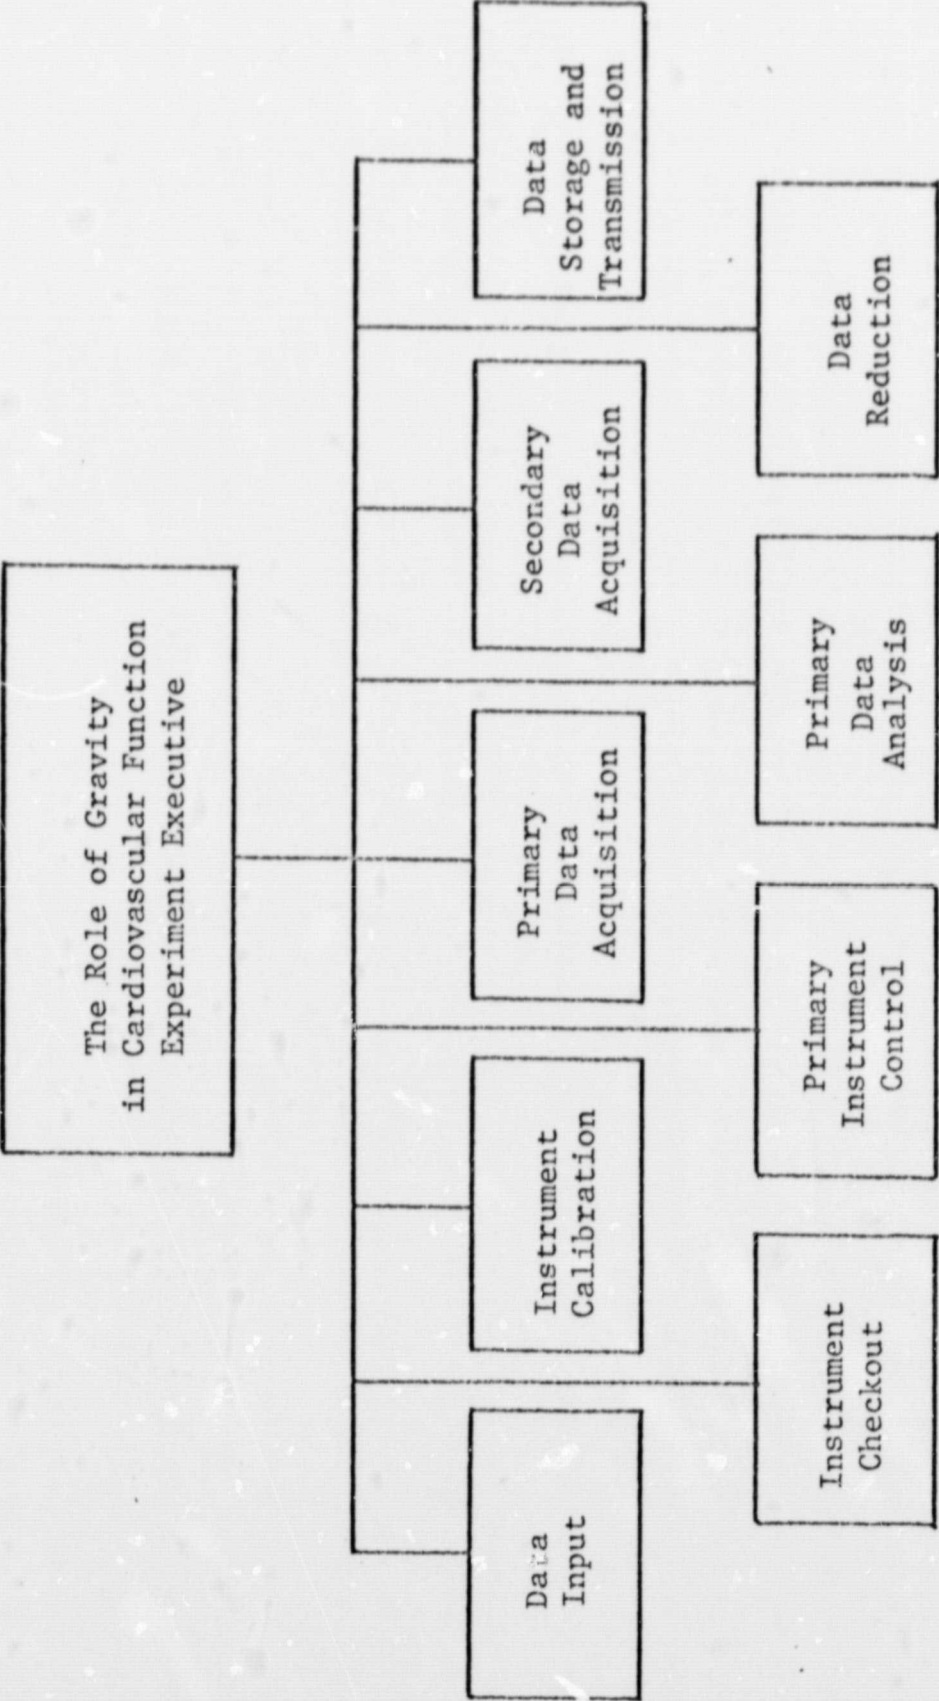 The Role of Gravity
in Cardiovascular Function
Experiment Executive
Data
Input
Instrument
Calibration
Primary
Data
Acquisition
Secondary
Data
Acquisition
Data
Storage and
Transmission
Instrument
Checkout
Primary
Instrument
Control
Primary
Data
Analysis
Data
Reduction